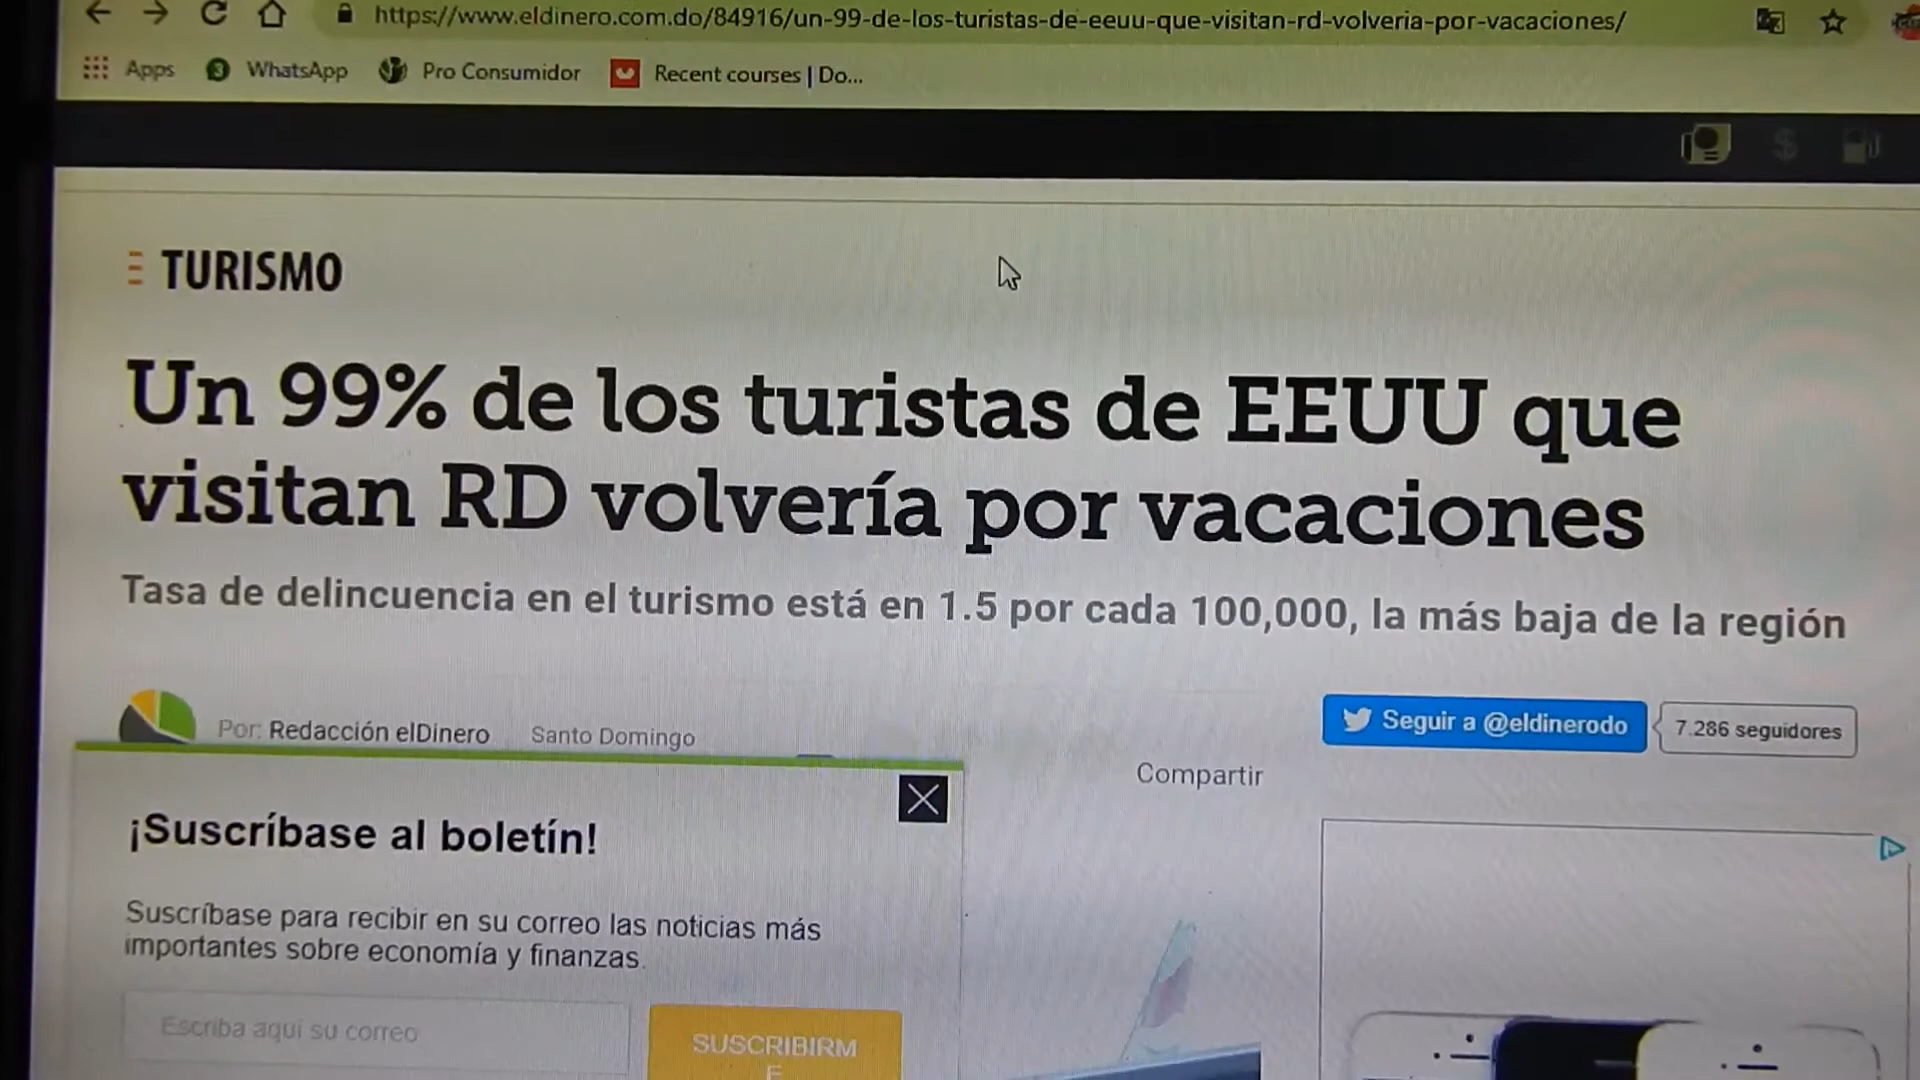 https://www.eldinero.com.do/84916/un-99-de-los-turistas-de-eeuu-que-visitan-rd-volveria-por-vacaciones/
Apps WhatsApp Pro Consumidor Recent courses | Do...
TURISMO
Un 99% de los turistas de EEUU que
visitan RD volvería por vacaciones
Tasa de delincuencia en el turismo está en 1.5 por cada 100,000, la más baja de la región
Por: Redacción elDinero Santo Domingo
Seguir a @eldinerodo 7.286 seguidores
Compartir
¡Suscríbase al boletín!
Suscríbase para recibir en su correo las noticias más
importantes sobre economía y finanzas.
Escriba aquí su correo
SUSCRIBIRM
E